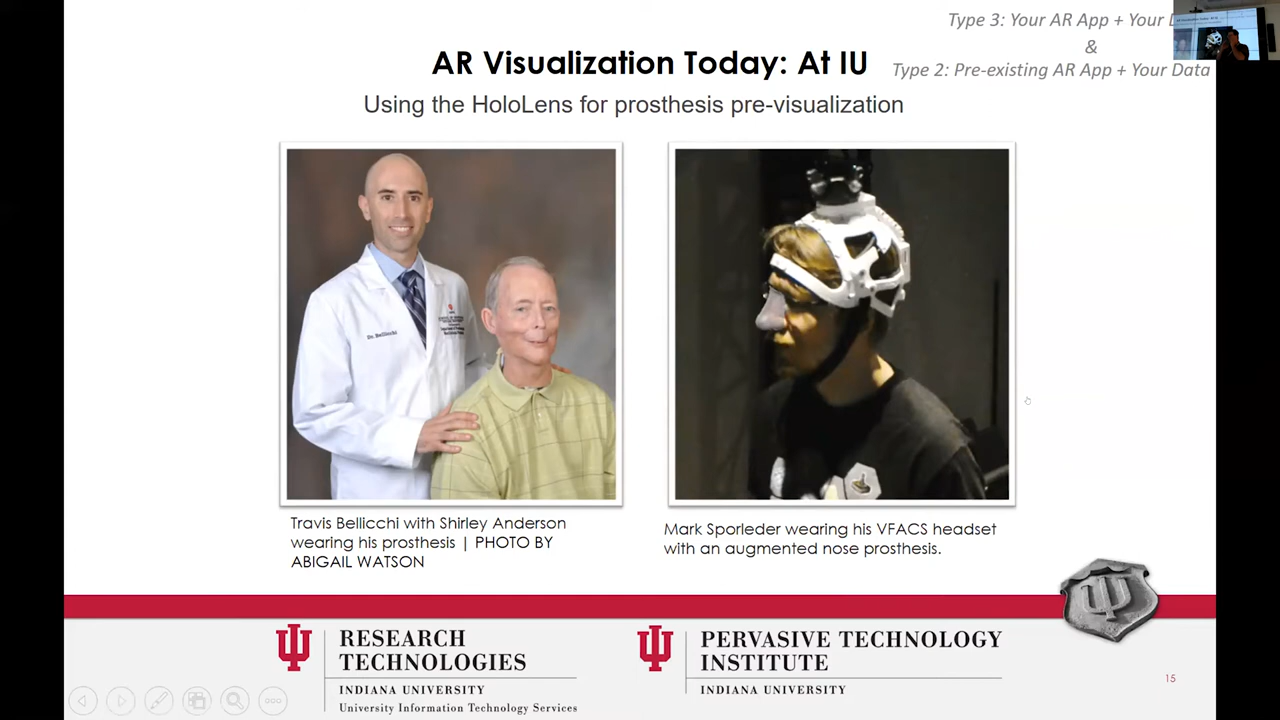 Type 3: Your AR App + Your
&
Type 2: Pre-existing AR App + Your Data
AR Visualization Today: At IU
Using the HoloLens for prosthesis pre-visualization
Dr. Bellicchi
Travis Bellicchi with Shirley Anderson
wearing his prosthesis | PHOTO BY
ABIGAIL WATSON
Mark Sporleder wearing his VFACS headset
with an augmented nose prosthesis.
RESEARCH
TECHNOLOGIES
INDIANA UNIVERSITY
University Information Technology Services
PERVASIVE TECHNOLOGY
INSTITUTE
INDIANA UNIVERSITY
15